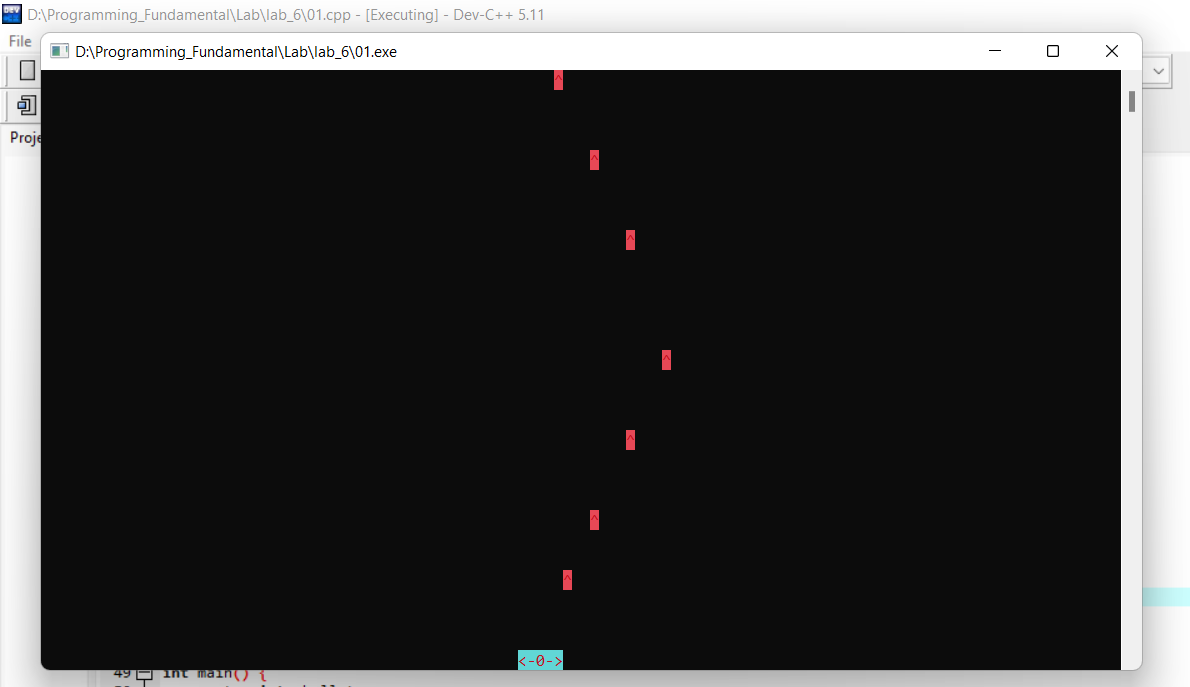 D:\Programming_Fundamental\Lab\lab_6\01.cpp - [Executing] - Dev-C++ 5.11
File
D:\Programming_Fundamental\Lab\lab_6\01.exe
Proje
^
^
^
^
^
^
^
<-0->
49 int main() {